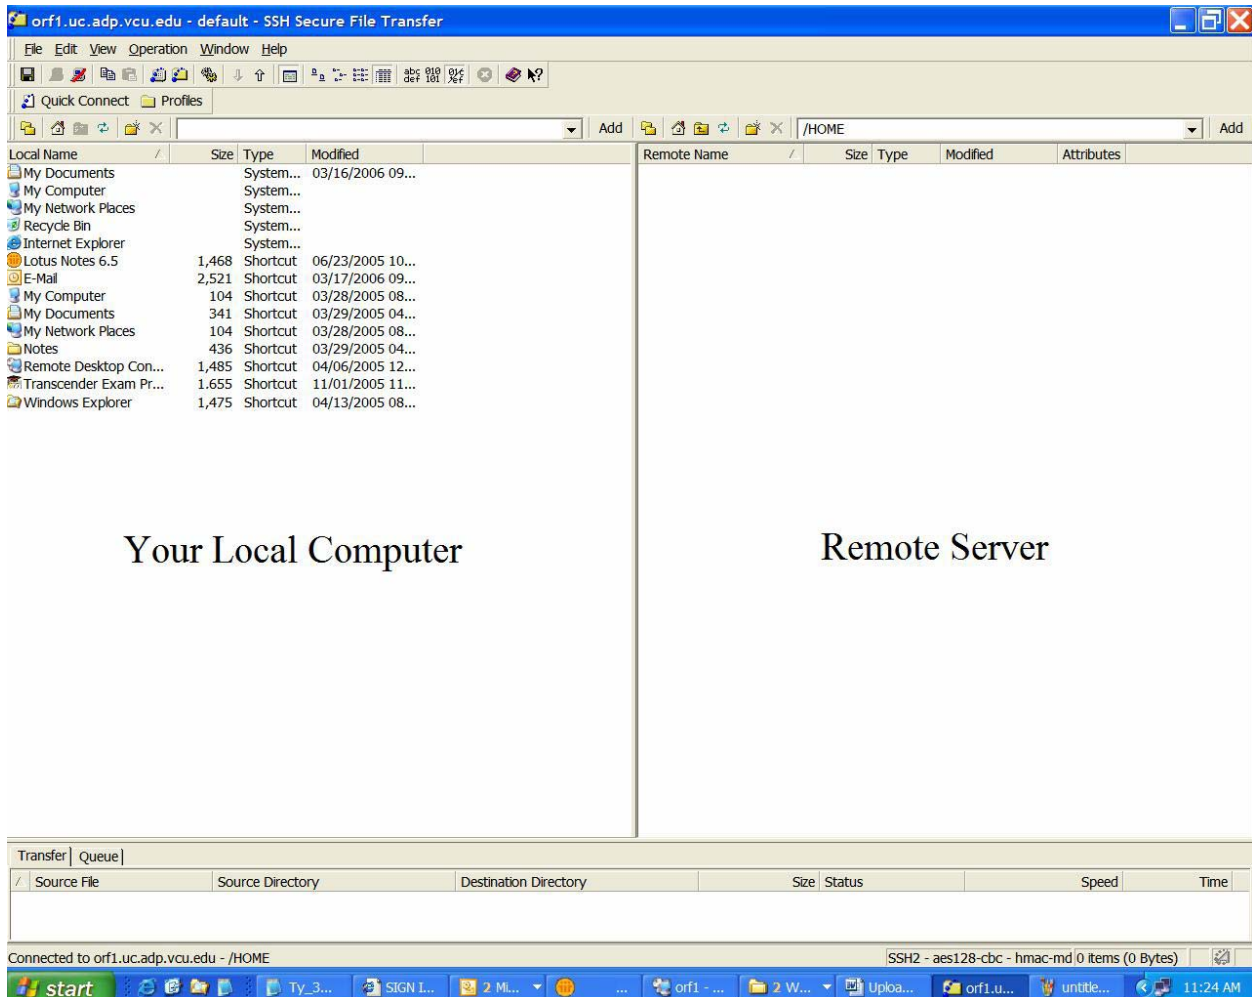 orf1.uc.adp.vcu.edu - default - SSH Secure File Transfer
File Edit View Operation Window Help
Quick Connect Profiles
Add /HOME Add
Local Name / Size Type Modified
My Documents System... 03/16/2006 09...
My Computer System...
My Network Places System...
Recycle Bin System...
Internet Explorer System...
Lotus Notes 6.5 1,468 Shortcut 06/23/2005 10...
E-Mail 2,521 Shortcut 03/17/2006 09...
My Computer 104 Shortcut 03/28/2005 08...
My Documents 341 Shortcut 03/29/2005 04...
My Network Places 104 Shortcut 03/28/2005 08...
Notes 436 Shortcut 03/29/2005 04...
Remote Desktop Con... 1,485 Shortcut 04/06/2005 12...
Transcender Exam Pr... 1,655 Shortcut 11/01/2005 11...
Windows Explorer 1,475 Shortcut 04/13/2005 08...
Your Local Computer
Remote Name / Size Type Modified Attributes
Remote Server
Transfer Queue
/ Source File Source Directory Destination Directory Size Status Speed Time
Connected to orf1.uc.adp.vcu.edu - /HOME SSH2 - aes128-cbc - hmac-md 0 items (0 Bytes)
start Ty_3... SIGN I... 2 Mi... ... orf1 - ... 2 W... Uploa... orf1.u... untitle... 11:24 AM